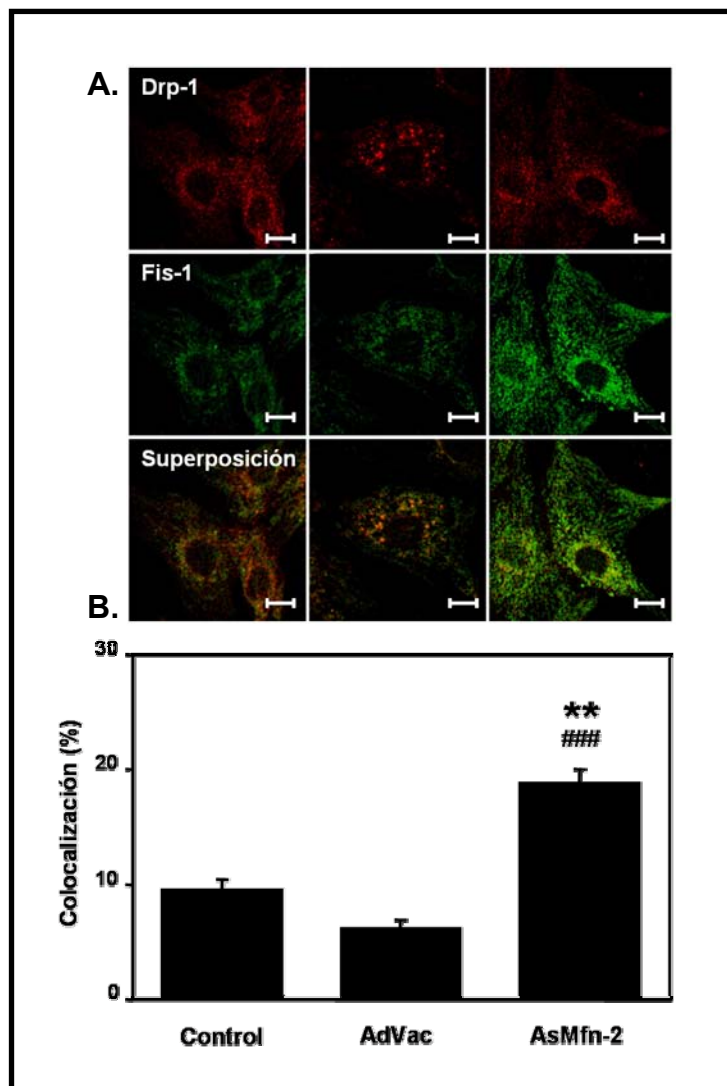 A.
Drp-1
Fis-1
Superposición
B.
30
20
10
0
Colocalización (%)
**
###
Control AdVac AsMfn-2